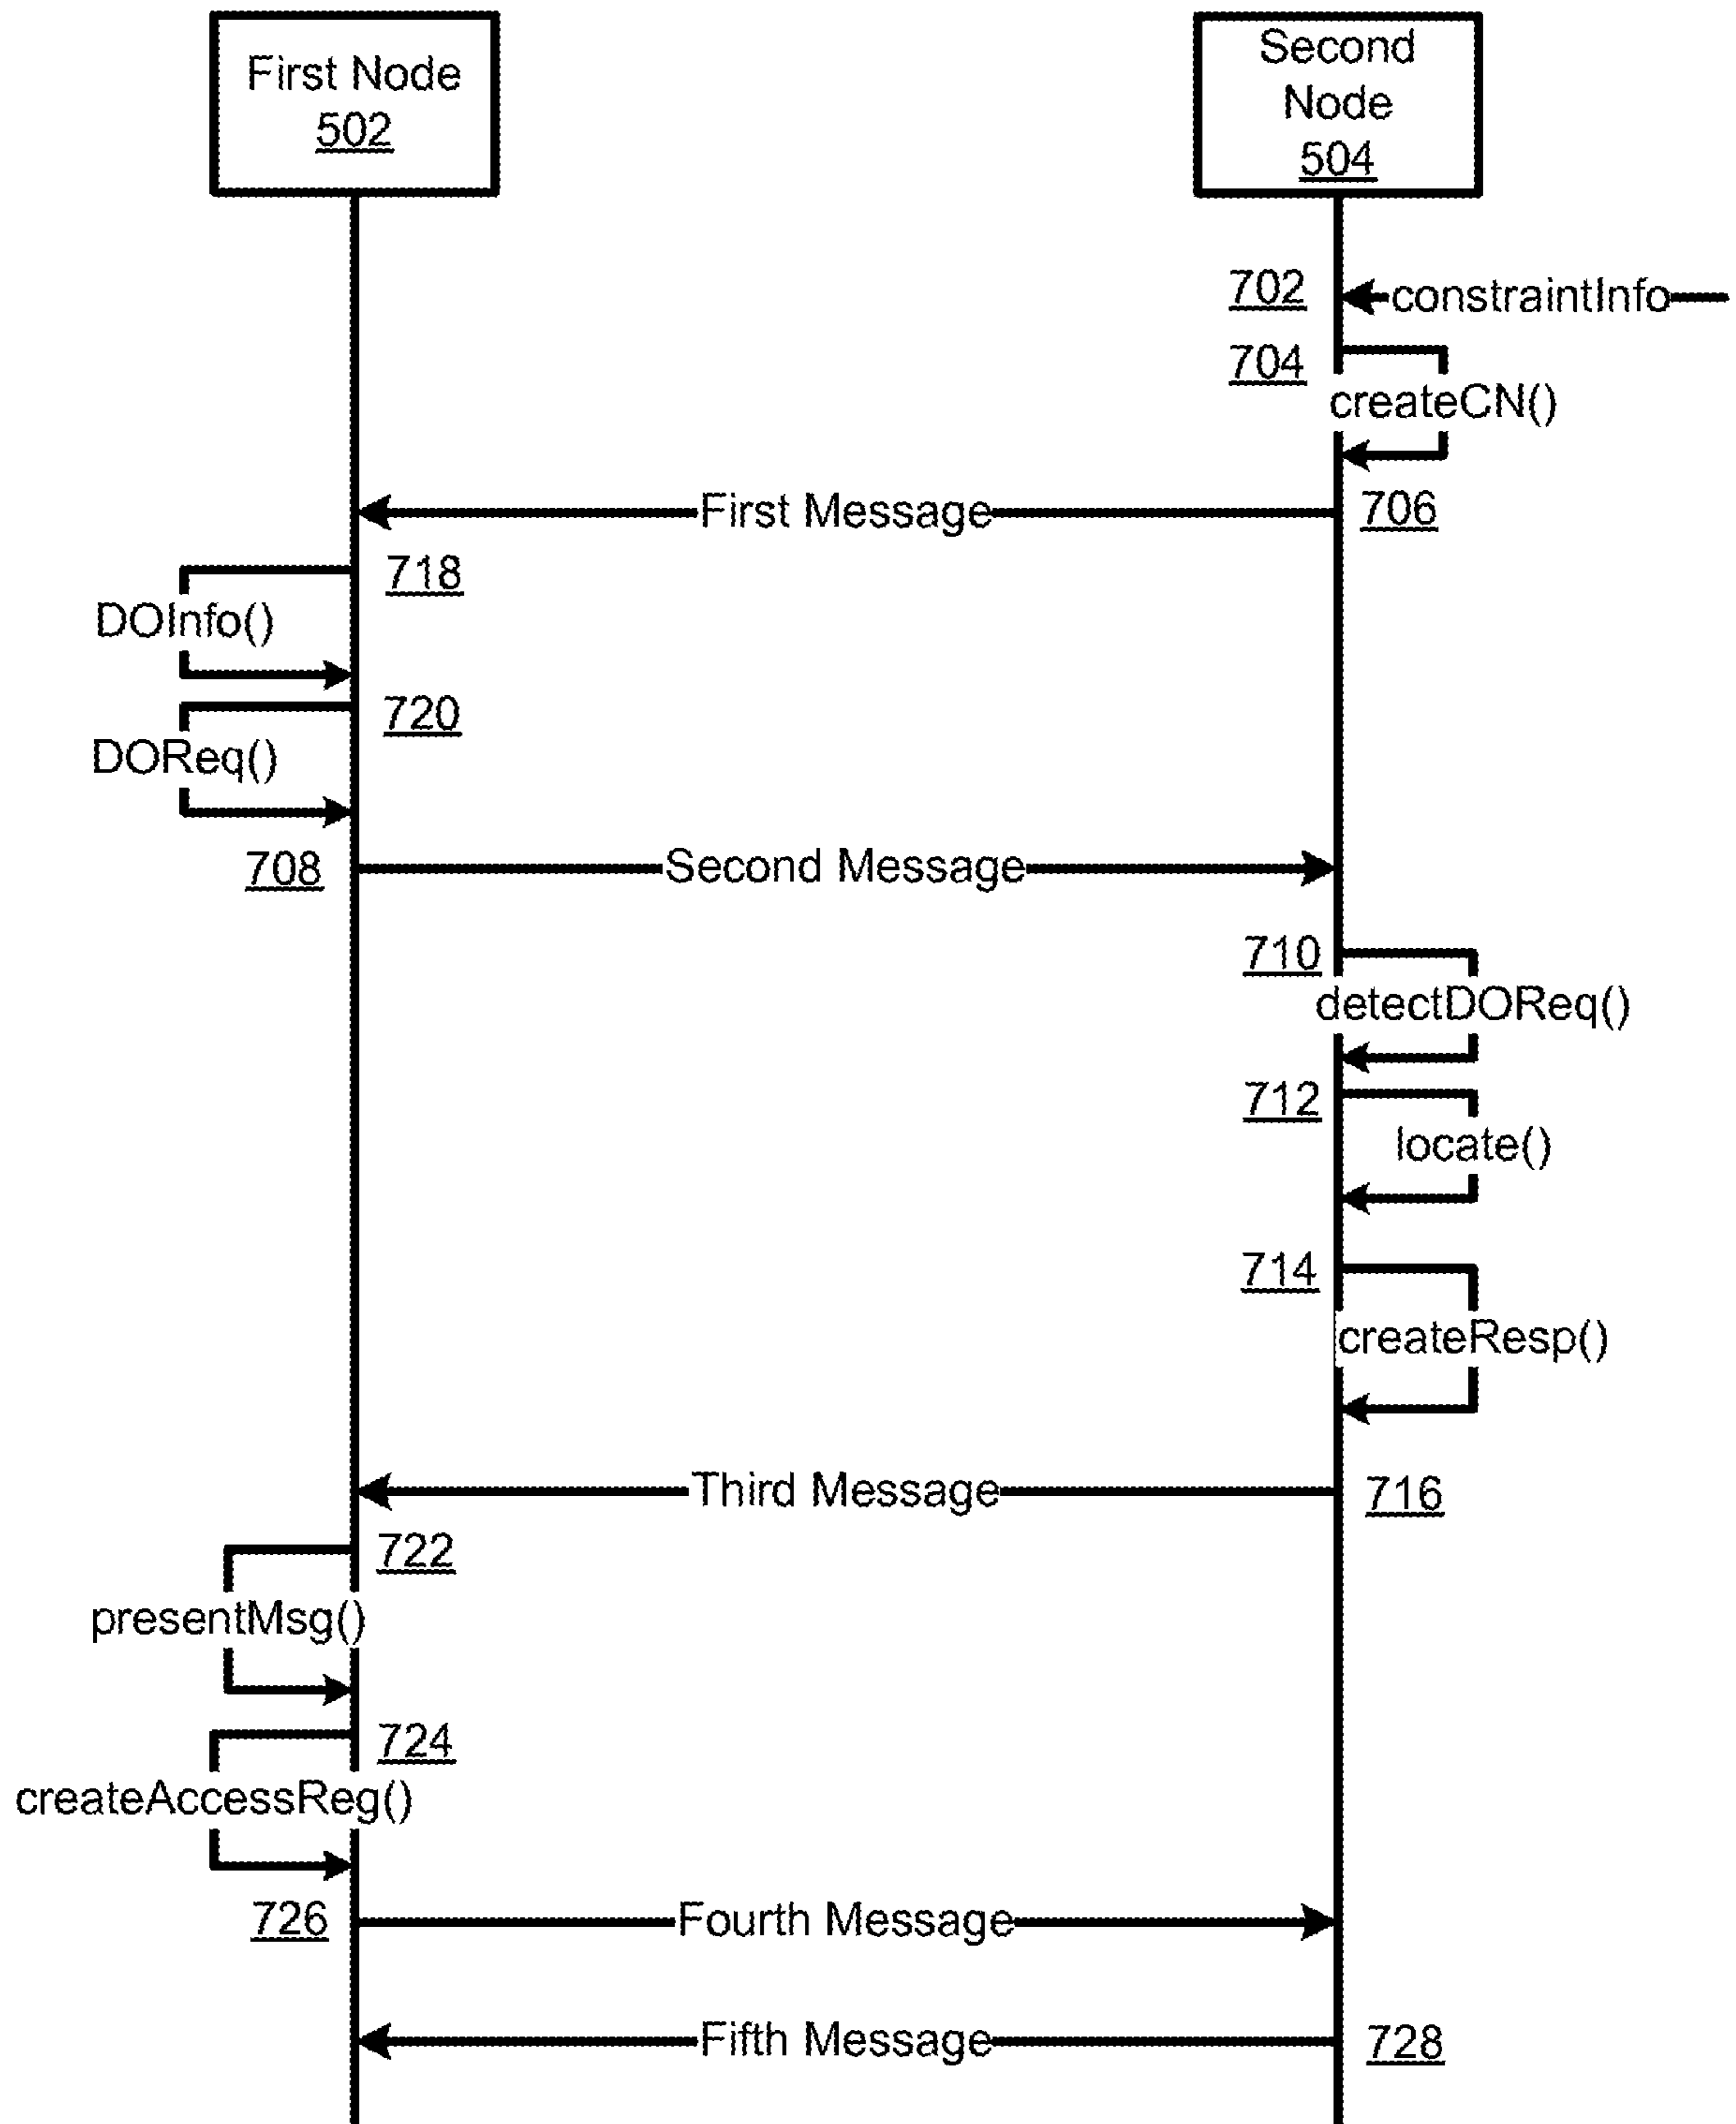 First Node
502
Second
Node
504
702
constraintInfo
704
createCN()
First Message
706
718
DOInfo()
720
DOReq()
708
Second Message
710
detectDOReq()
712
locate()
714
createResp()
Third Message
716
722
presentMsg()
724
createAccessReg()
726
Fourth Message
Fifth Message
728